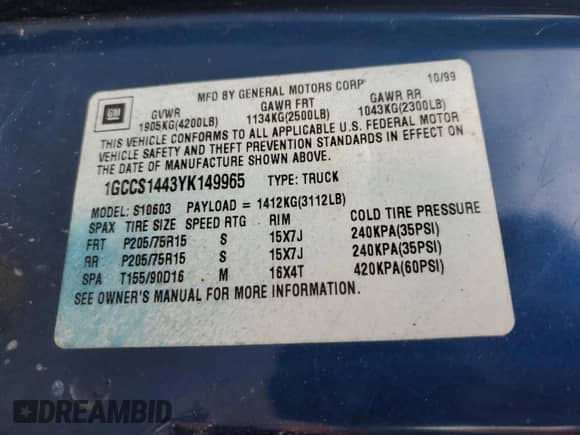 MFD BY GENERAL MOTORS CORP 10/99
GM
GVWR GAWR FRT GAWR RR
1905KG(4200LB) 1134KG(2500LB) 1043KG(2300LB)
THIS VEHICLE CONFORMS TO ALL APPLICABLE U.S. FEDERAL MOTOR
VEHICLE SAFETY AND THEFT PREVENTION STANDARDS IN EFFECT ON
THE DATE OF MANUFACTURE SHOWN ABOVE.
1GCCS1443YK149965 TYPE: TRUCK
MODEL: S10603 PAYLOAD = 1412KG(3112LB)
SPAX TIRE SIZE SPEED RTG RIM COLD TIRE PRESSURE
FRT P205/75R15 S 15X7J 240KPA(35PSI)
RR P205/75R15 S 15X7J 240KPA(35PSI)
SPA T155/90D16 M 16X4T 420KPA(60PSI)
SEE OWNER'S MANUAL FOR MORE INFORMATION.
DREAMBID